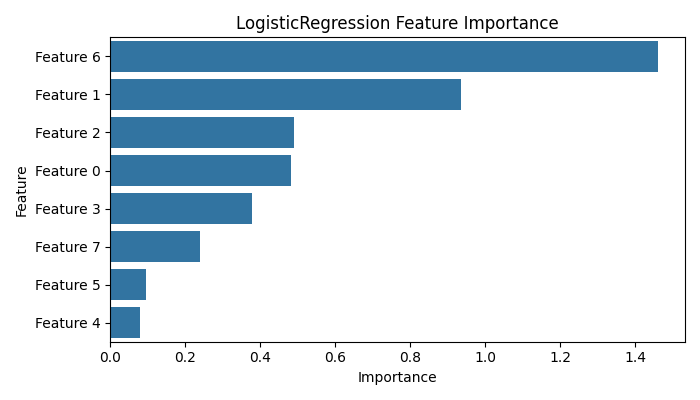 LogisticRegression Feature Importance
Feature
Feature 6
Feature 1
Feature 2
Feature 0
Feature 3
Feature 7
Feature 5
Feature 4
0.0 0.2 0.4 0.6 0.8 1.0 1.2 1.4
Importance